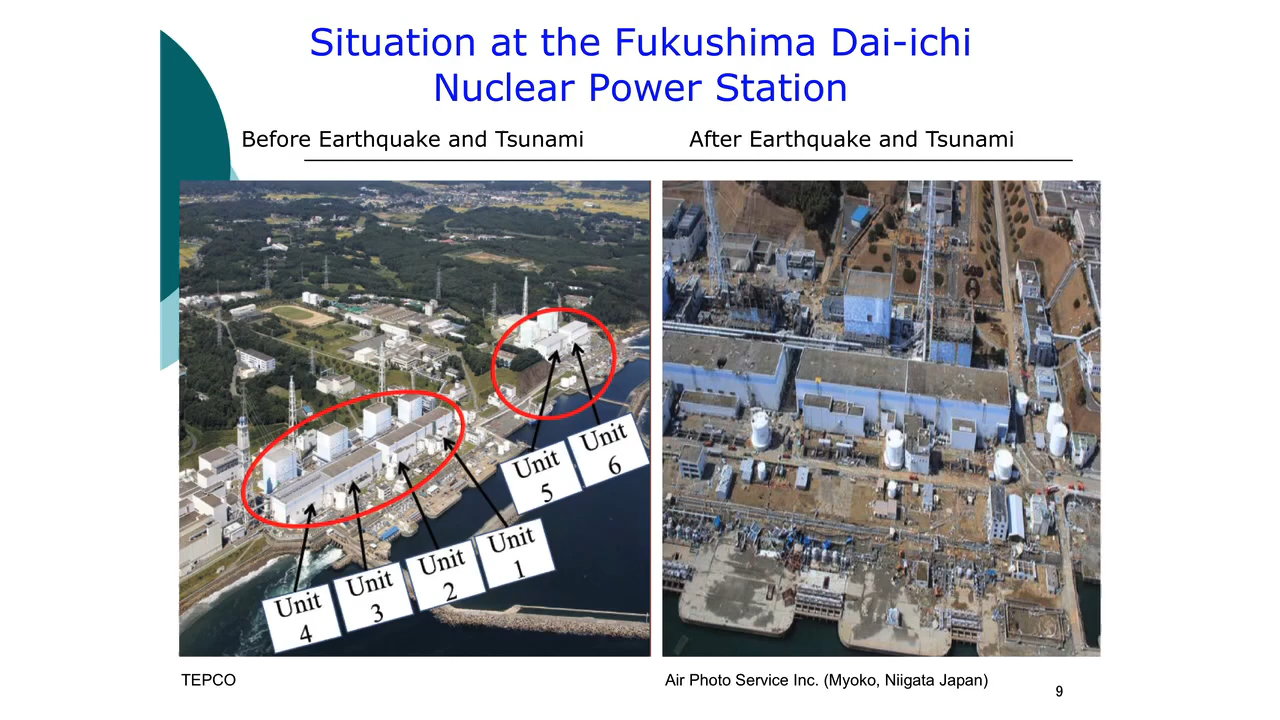 Situation at the Fukushima Dai-ichi
Nuclear Power Station
Before Earthquake and Tsunami
After Earthquake and Tsunami
Unit
6
Unit
5
Unit
1
Unit
2
Unit
3
Unit
4
TEPCO
Air Photo Service Inc. (Myoko, Niigata Japan)
9